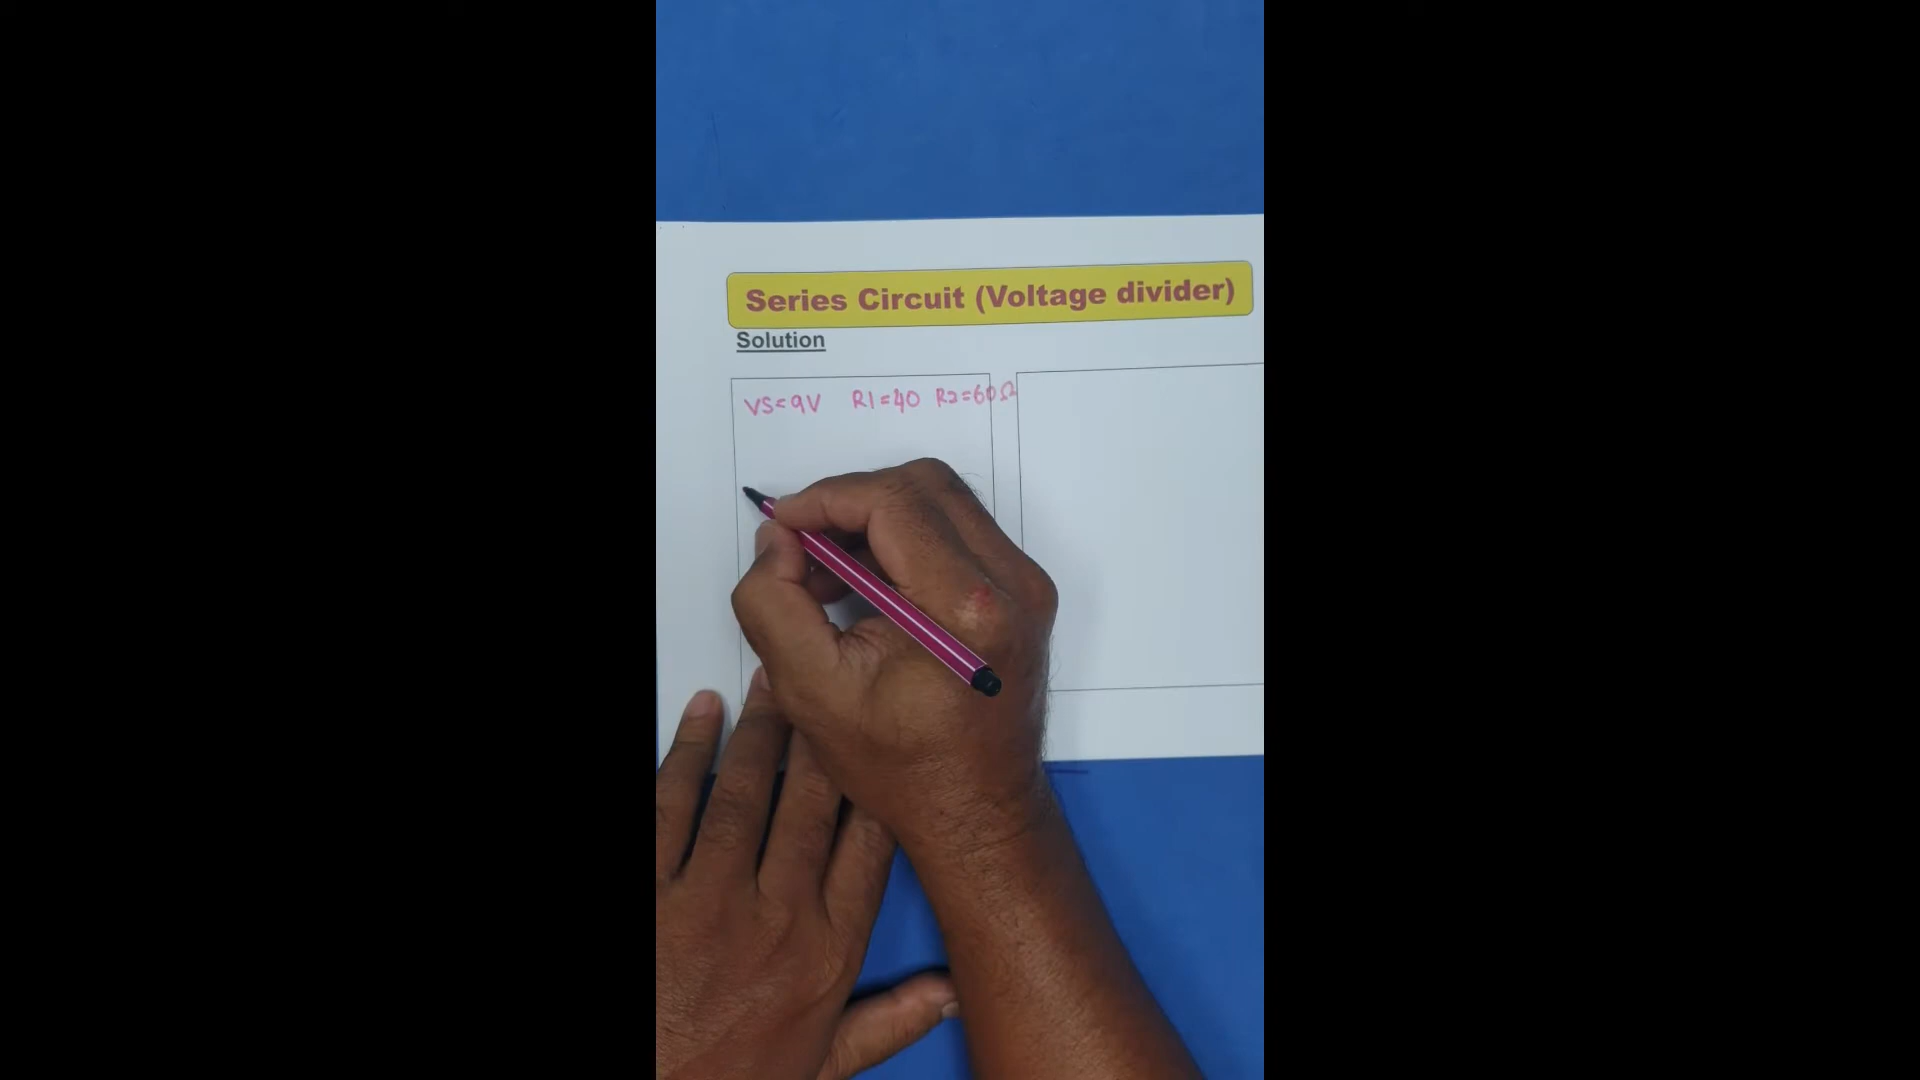 Series Circuit (Voltage divider)
Solution
VS=9V R1=40 R2=60Ω